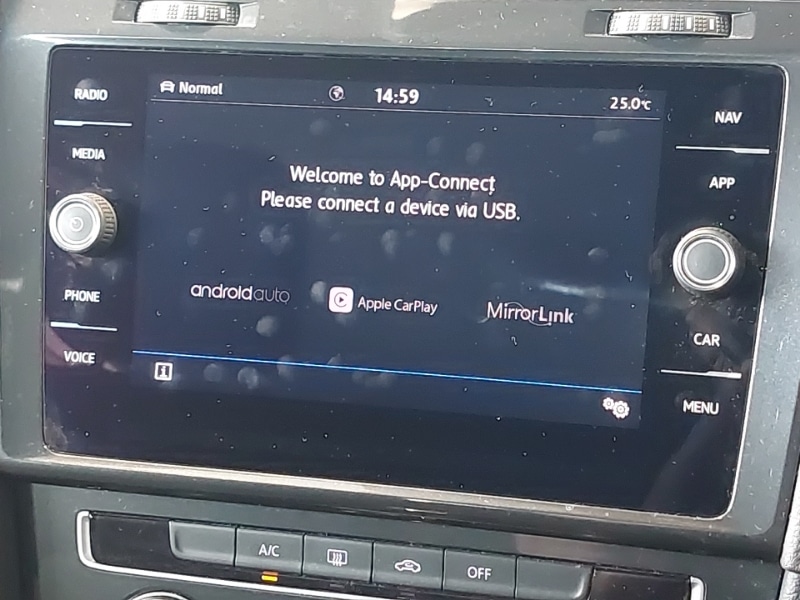 RADIO
MEDIA
PHONE
VOICE
Normal
14:59
25.0°C
Welcome to App-Connect
Please connect a device via USB.
androidauto
Apple CarPlay
MirrorLink
NAV
APP
CAR
MENU
A/C
OFF